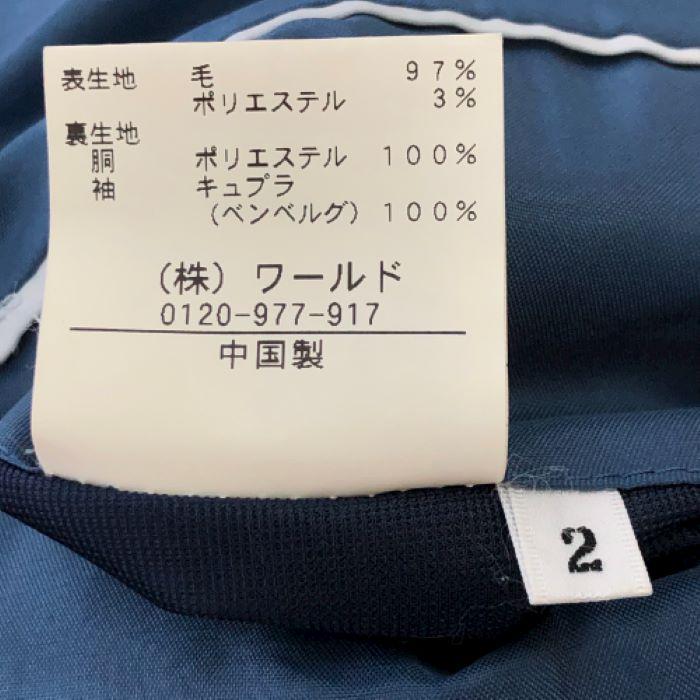 表生地 毛 97%
ポリエステル 3%
裏生地
胴 ポリエステル 100%
袖 キュプラ
(ベンベルグ) 100%
(株) ワールド
0120-977-917
中国製
2